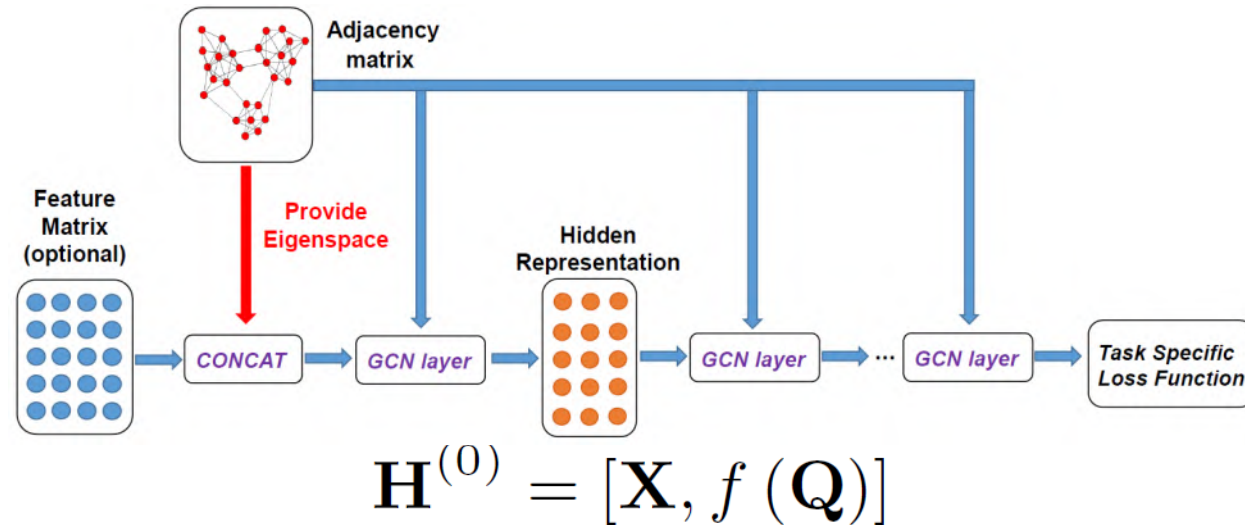 Adjacency
matrix
Feature
Matrix
(optional)
Provide
Eigenspace
Hidden
Representation
CONCAT
GCN layer
GCN layer
...
GCN layer
Task Specific
Loss Function
H^{(0)} = [X, f (Q)]